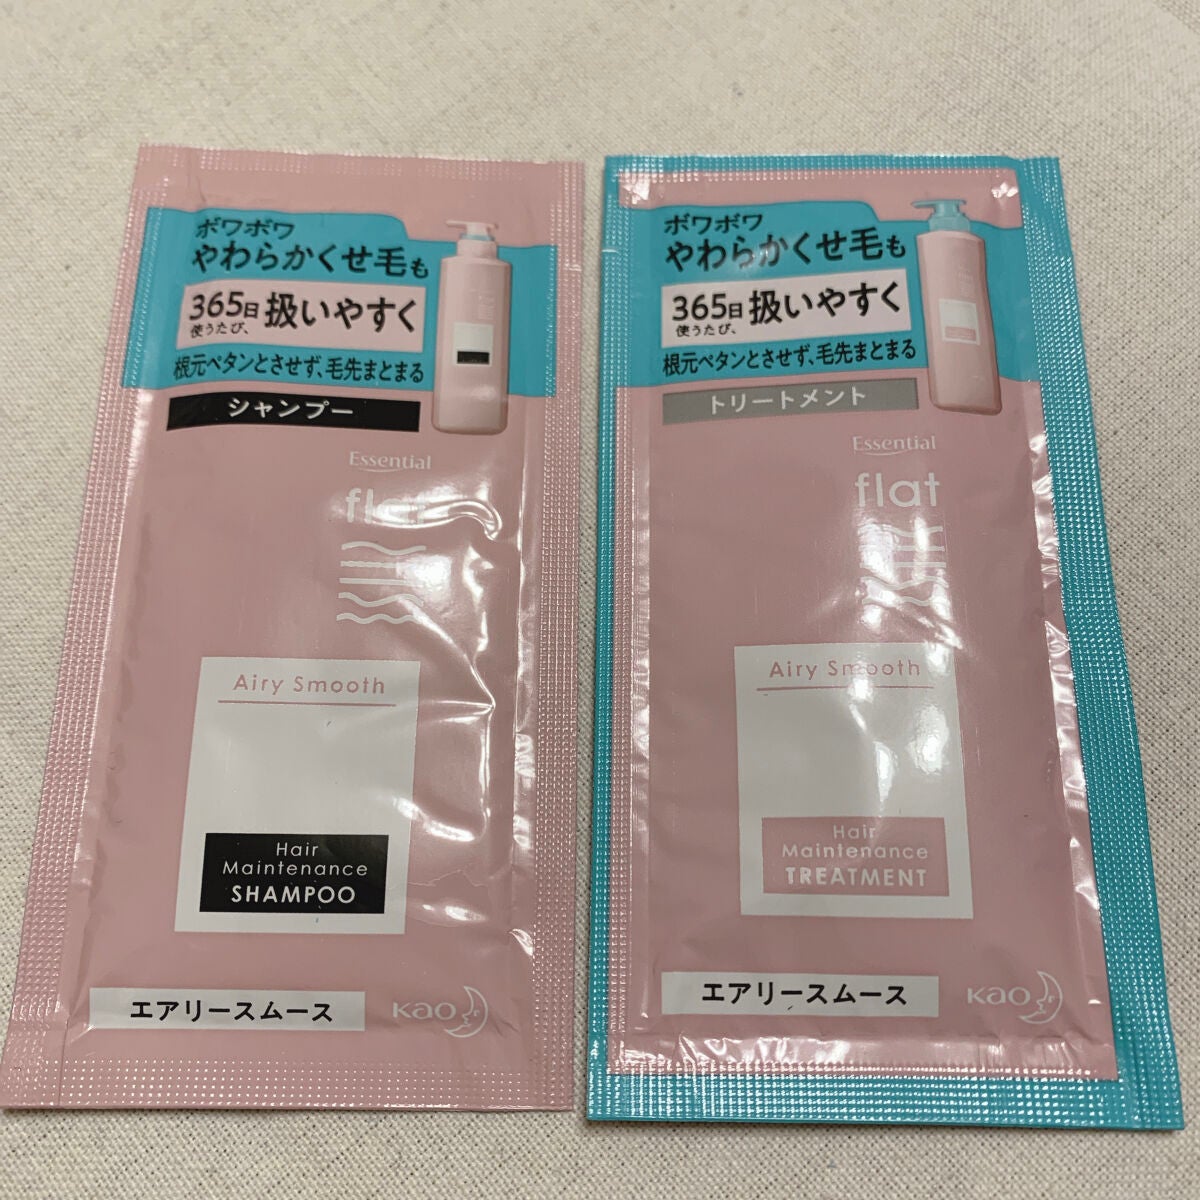 ボワボワ
やわらかくせ毛も
365日 扱いやすく
使うたび、
根元ペタンとさせず、毛先まとまる
シャンプー
Essential
flat
Airy Smooth
Hair
Maintenance
SHAMPOO
エアリースムース
Kao
ボワボワ
やわらかくせ毛も
365日 扱いやすく
使うたび、
根元ペタンとさせず、毛先まとまる
トリートメント
Essential
flat
Airy Smooth
Hair
Maintenance
TREATMENT
エアリースムース
Kao